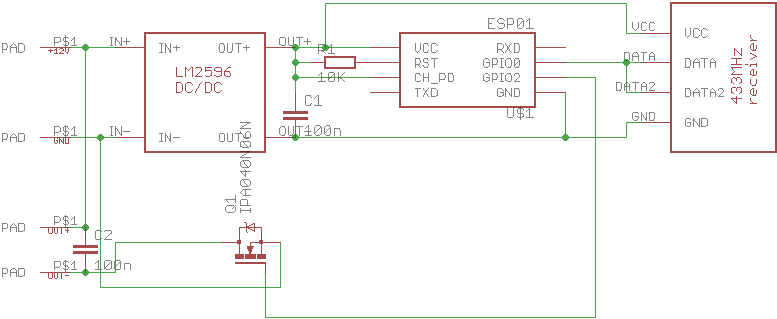 PAD
P$1
+12V
IN+
IN+
OUT+
OUT+
LM2596
DC/DC
PAD
P$1
GND
IN-
IN-
OUT-
OUT-
R1
10K
C1
100n
ESP01
VCC
RST
CH_PD
TXD
RXD
GPIO0
GPIO2
GND
U$1
VCC
DATA
DATA2
GND
VCC
DATA
DATA2
GND
433MHz
receiver
PAD
P$1
OUT+
C2
100n
PAD
P$1
OUT-
Q1
IPA040N06N